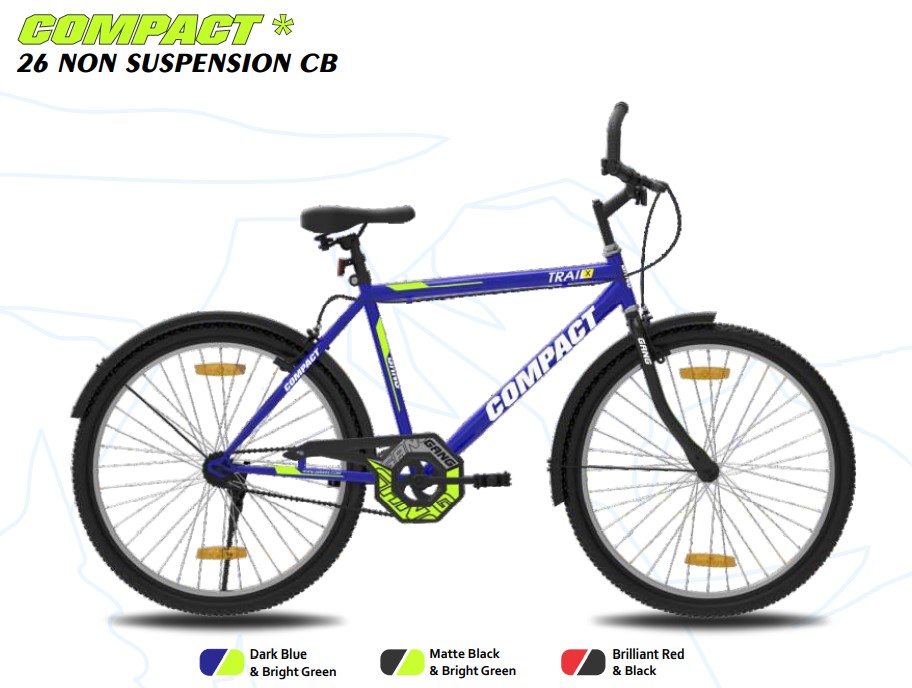 COMPACT *
26 NON SUSPENSION CB
TRAIX
COMPACT
GANG
COMPACT
GANG
GANG
Dark Blue
& Bright Green
Matte Black
& Bright Green
Brilliant Red
& Black